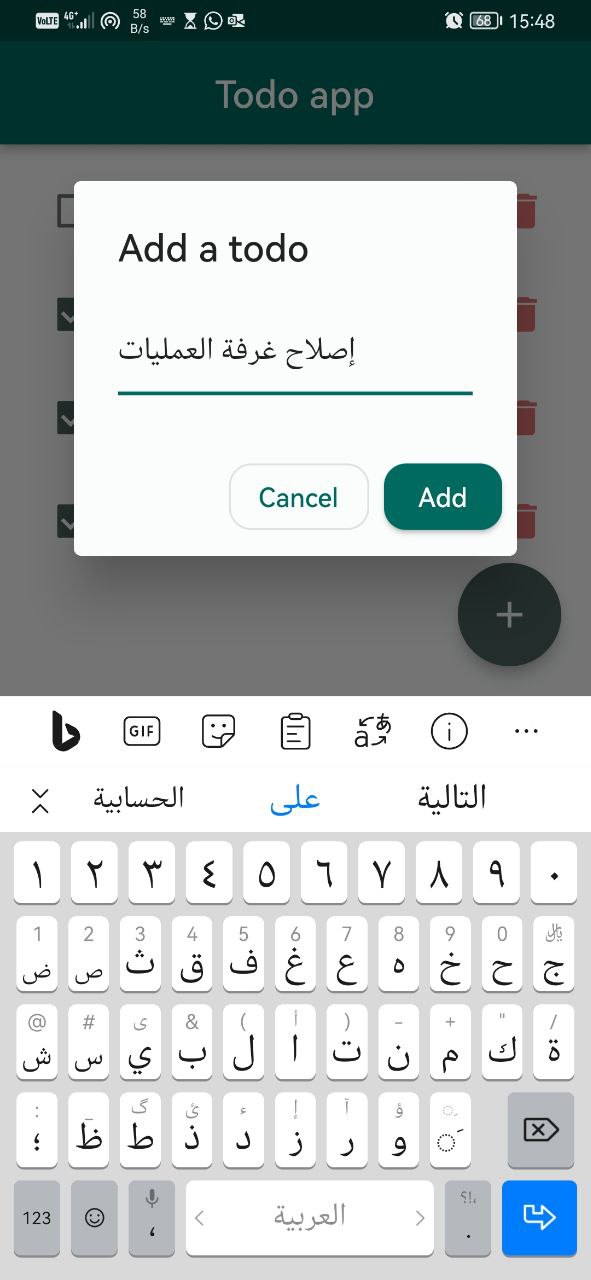 VoLTE 4G+ 58 B/s 68 15:48
Todo app
Add a todo
إصلاح غرفة العمليات
Cancel Add
+
GIF
الحسابية على التالية
١ ٢ ٣ ٤ ٥ ٦ ٧ ٨ ٩ ٠
1 2 3 4 5 6 7 8 9 0 ﷼
ض ص ث ق ف غ ع ه خ ح ج
@ # ى & ( أ ) - + " /
ش س ي ب ل ا ت ن م ك ة
: _ گ ئ ء إ آ ؤ
؛ ظ ط ذ د ز ر و
123 ، العربية .